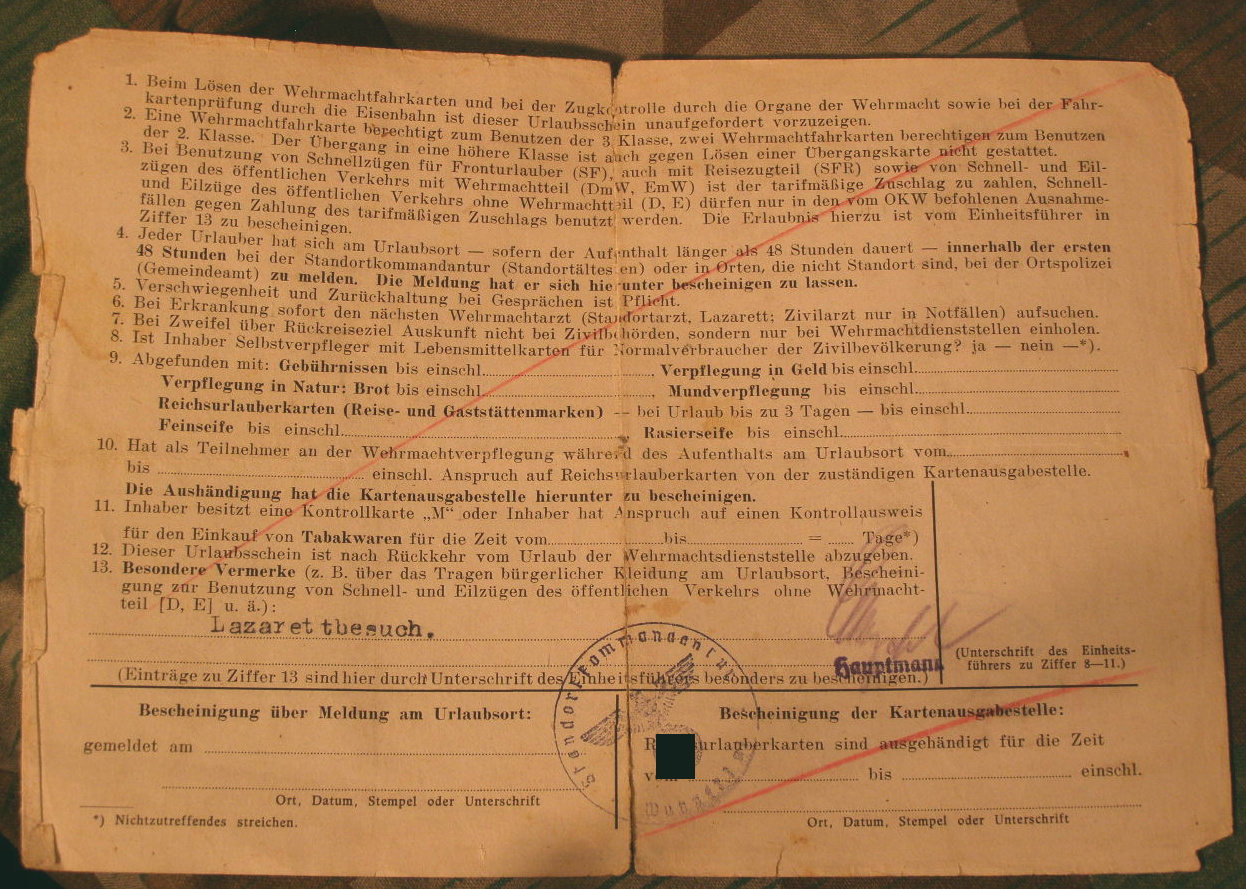 1. Beim Lösen der Wehrmachtfahrkarten und bei der Zugkontrolle durch die Organe der Wehrmacht sowie bei der Fahr-
kartenprüfung durch die Eisenbahn ist dieser Urlaubsschein unaufgefordert vorzuzeigen.
2. Eine Wehrmachtfahrkarte berechtigt zum Benutzen der 3. Klasse, zwei Wehrmachtfahrkarten berechtigen zum Benutzen
der 2. Klasse. Der Übergang in eine höhere Klasse ist auch gegen Lösen einer Übergangskarte nicht gestattet.
3. Bei Benutzung von Schnellzügen für Fronturlauber (SF), auch mit Reisezugteil (SFR) sowie von Schnell- und Eil-
zügen des öffentlichen Verkehrs mit Wehrmachtteil (DmW, EmW) ist der tarifmäßige Zuschlag zu zahlen, Schnell-
und Eilzüge des öffentlichen Verkehrs ohne Wehrmachtteil (D, E) dürfen nur in den vom OKW befohlenen Ausnahme-
fällen gegen Zahlung des tarifmäßigen Zuschlags benutzt werden. Die Erlaubnis hierzu ist vom Einheitsführer in
Ziffer 13 zu bescheinigen.
4. Jeder Urlauber hat sich am Urlaubsort — sofern der Aufenthalt länger als 48 Stunden dauert — innerhalb der ersten
48 Stunden bei der Standortkommandantur (Standortältesten) oder in Orten, die nicht Standort sind, bei der Ortspolizei
(Gemeindeamt) zu melden. Die Meldung hat er sich hierunter bescheinigen zu lassen.
5. Verschwiegenheit und Zurückhaltung bei Gesprächen ist Pflicht.
6. Bei Erkrankung sofort den nächsten Wehrmachtarzt (Standortarzt, Lazarett; Zivilarzt nur in Notfällen) aufsuchen.
7. Bei Zweifel über Rückreiseziel Auskunft nicht bei Zivilbehörden, sondern nur bei Wehrmachtdienststellen einholen.
8. Ist Inhaber Selbstverpfleger mit Lebensmittelkarten für Normalverbraucher der Zivilbevölkerung? ja — nein —*).
9. Abgefunden mit: Gebührnissen bis einschl. , Verpflegung in Geld bis einschl.
Verpflegung in Natur: Brot bis einschl. , Mundverpflegung bis einschl.
Reichsurlauberkarten (Reise- und Gaststättenmarken) — bei Urlaub bis zu 3 Tagen — bis einschl.
Feinseife bis einschl. Rasierseife bis einschl.
10. Hat als Teilnehmer an der Wehrmachtverpflegung während des Aufenthalts am Urlaubsort vom
bis einschl. Anspruch auf Reichsurlauberkarten von der zuständigen Kartenausgabestelle.
Die Aushändigung hat die Kartenausgabestelle hierunter zu bescheinigen.
11. Inhaber besitzt eine Kontrollkarte „M“ oder Inhaber hat Anspruch auf einen Kontrollausweis
für den Einkauf von Tabakwaren für die Zeit vom bis = Tage*)
12. Dieser Urlaubsschein ist nach Rückkehr vom Urlaub der Wehrmachtsdienststelle abzugeben.
13. Besondere Vermerke (z. B. über das Tragen bürgerlicher Kleidung am Urlaubsort, Bescheini-
gung zur Benutzung von Schnell- und Eilzügen des öffentlichen Verkehrs ohne Wehrmacht-
teil [D, E] u. ä.):
Lazarettbesuch.
Hauptmann
(Unterschrift des Einheits-
führers zu Ziffer 8—11.)
(Einträge zu Ziffer 13 sind hier durch Unterschrift des Einheitsführers besonders zu bescheinigen.)
Standortkommandantur
Bescheinigung über Meldung am Urlaubsort:
gemeldet am
Ort, Datum, Stempel oder Unterschrift
*) Nichtzutreffendes streichen.
Bescheinigung der Kartenausgabestelle:
Reichsurlauberkarten sind ausgehändigt für die Zeit
vom bis einschl.
Ort, Datum, Stempel oder Unterschrift